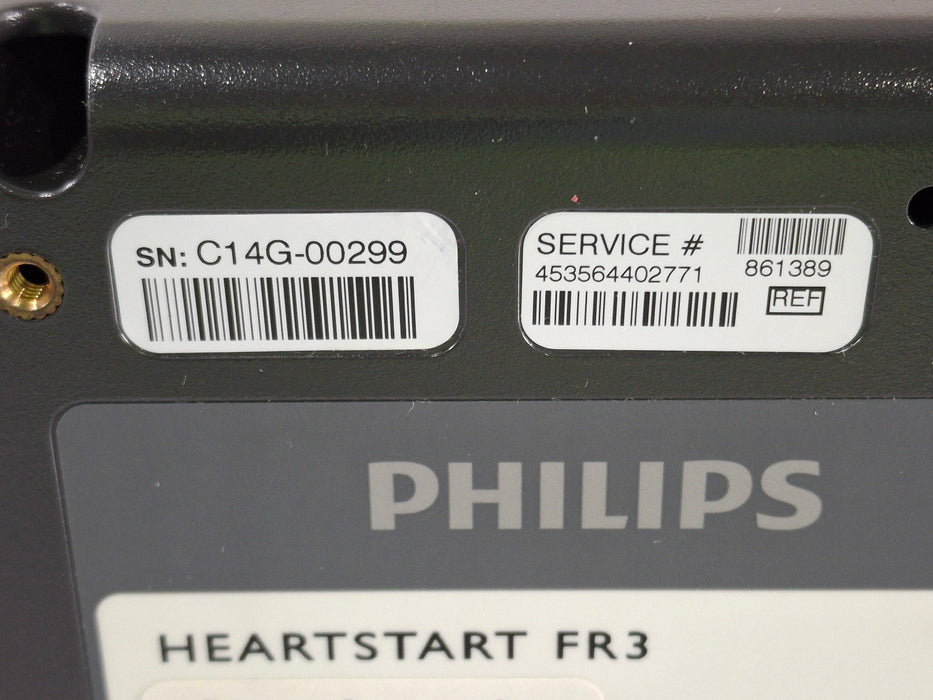 SN: C14G-00299
SERVICE #
453564402771
861389
REF
PHILIPS
HEARTSTART FR3